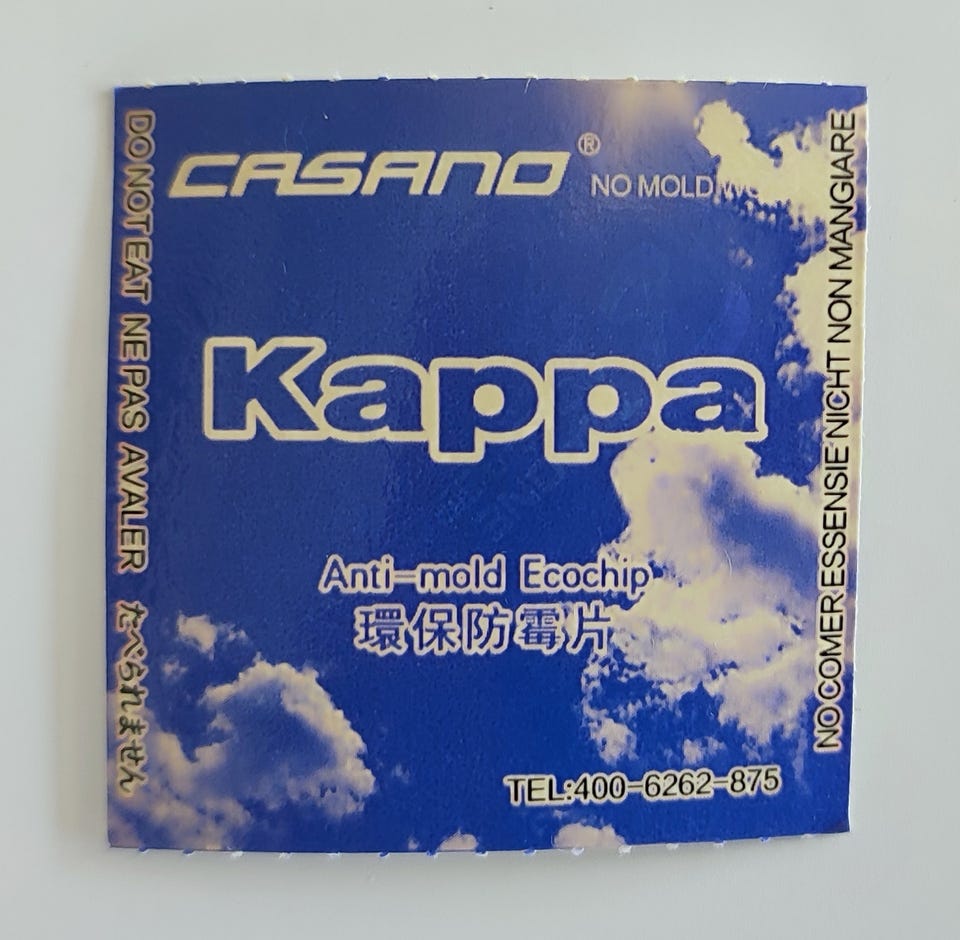 CASANO®
NO MOLD
Kappa
Anti-mold Ecochip
環保防霉片
TEL:400-6262-875
DO NOT EAT NE PAS AVALER たべられません
NO COMER ESSENSIE NICHT NON MANGIARE